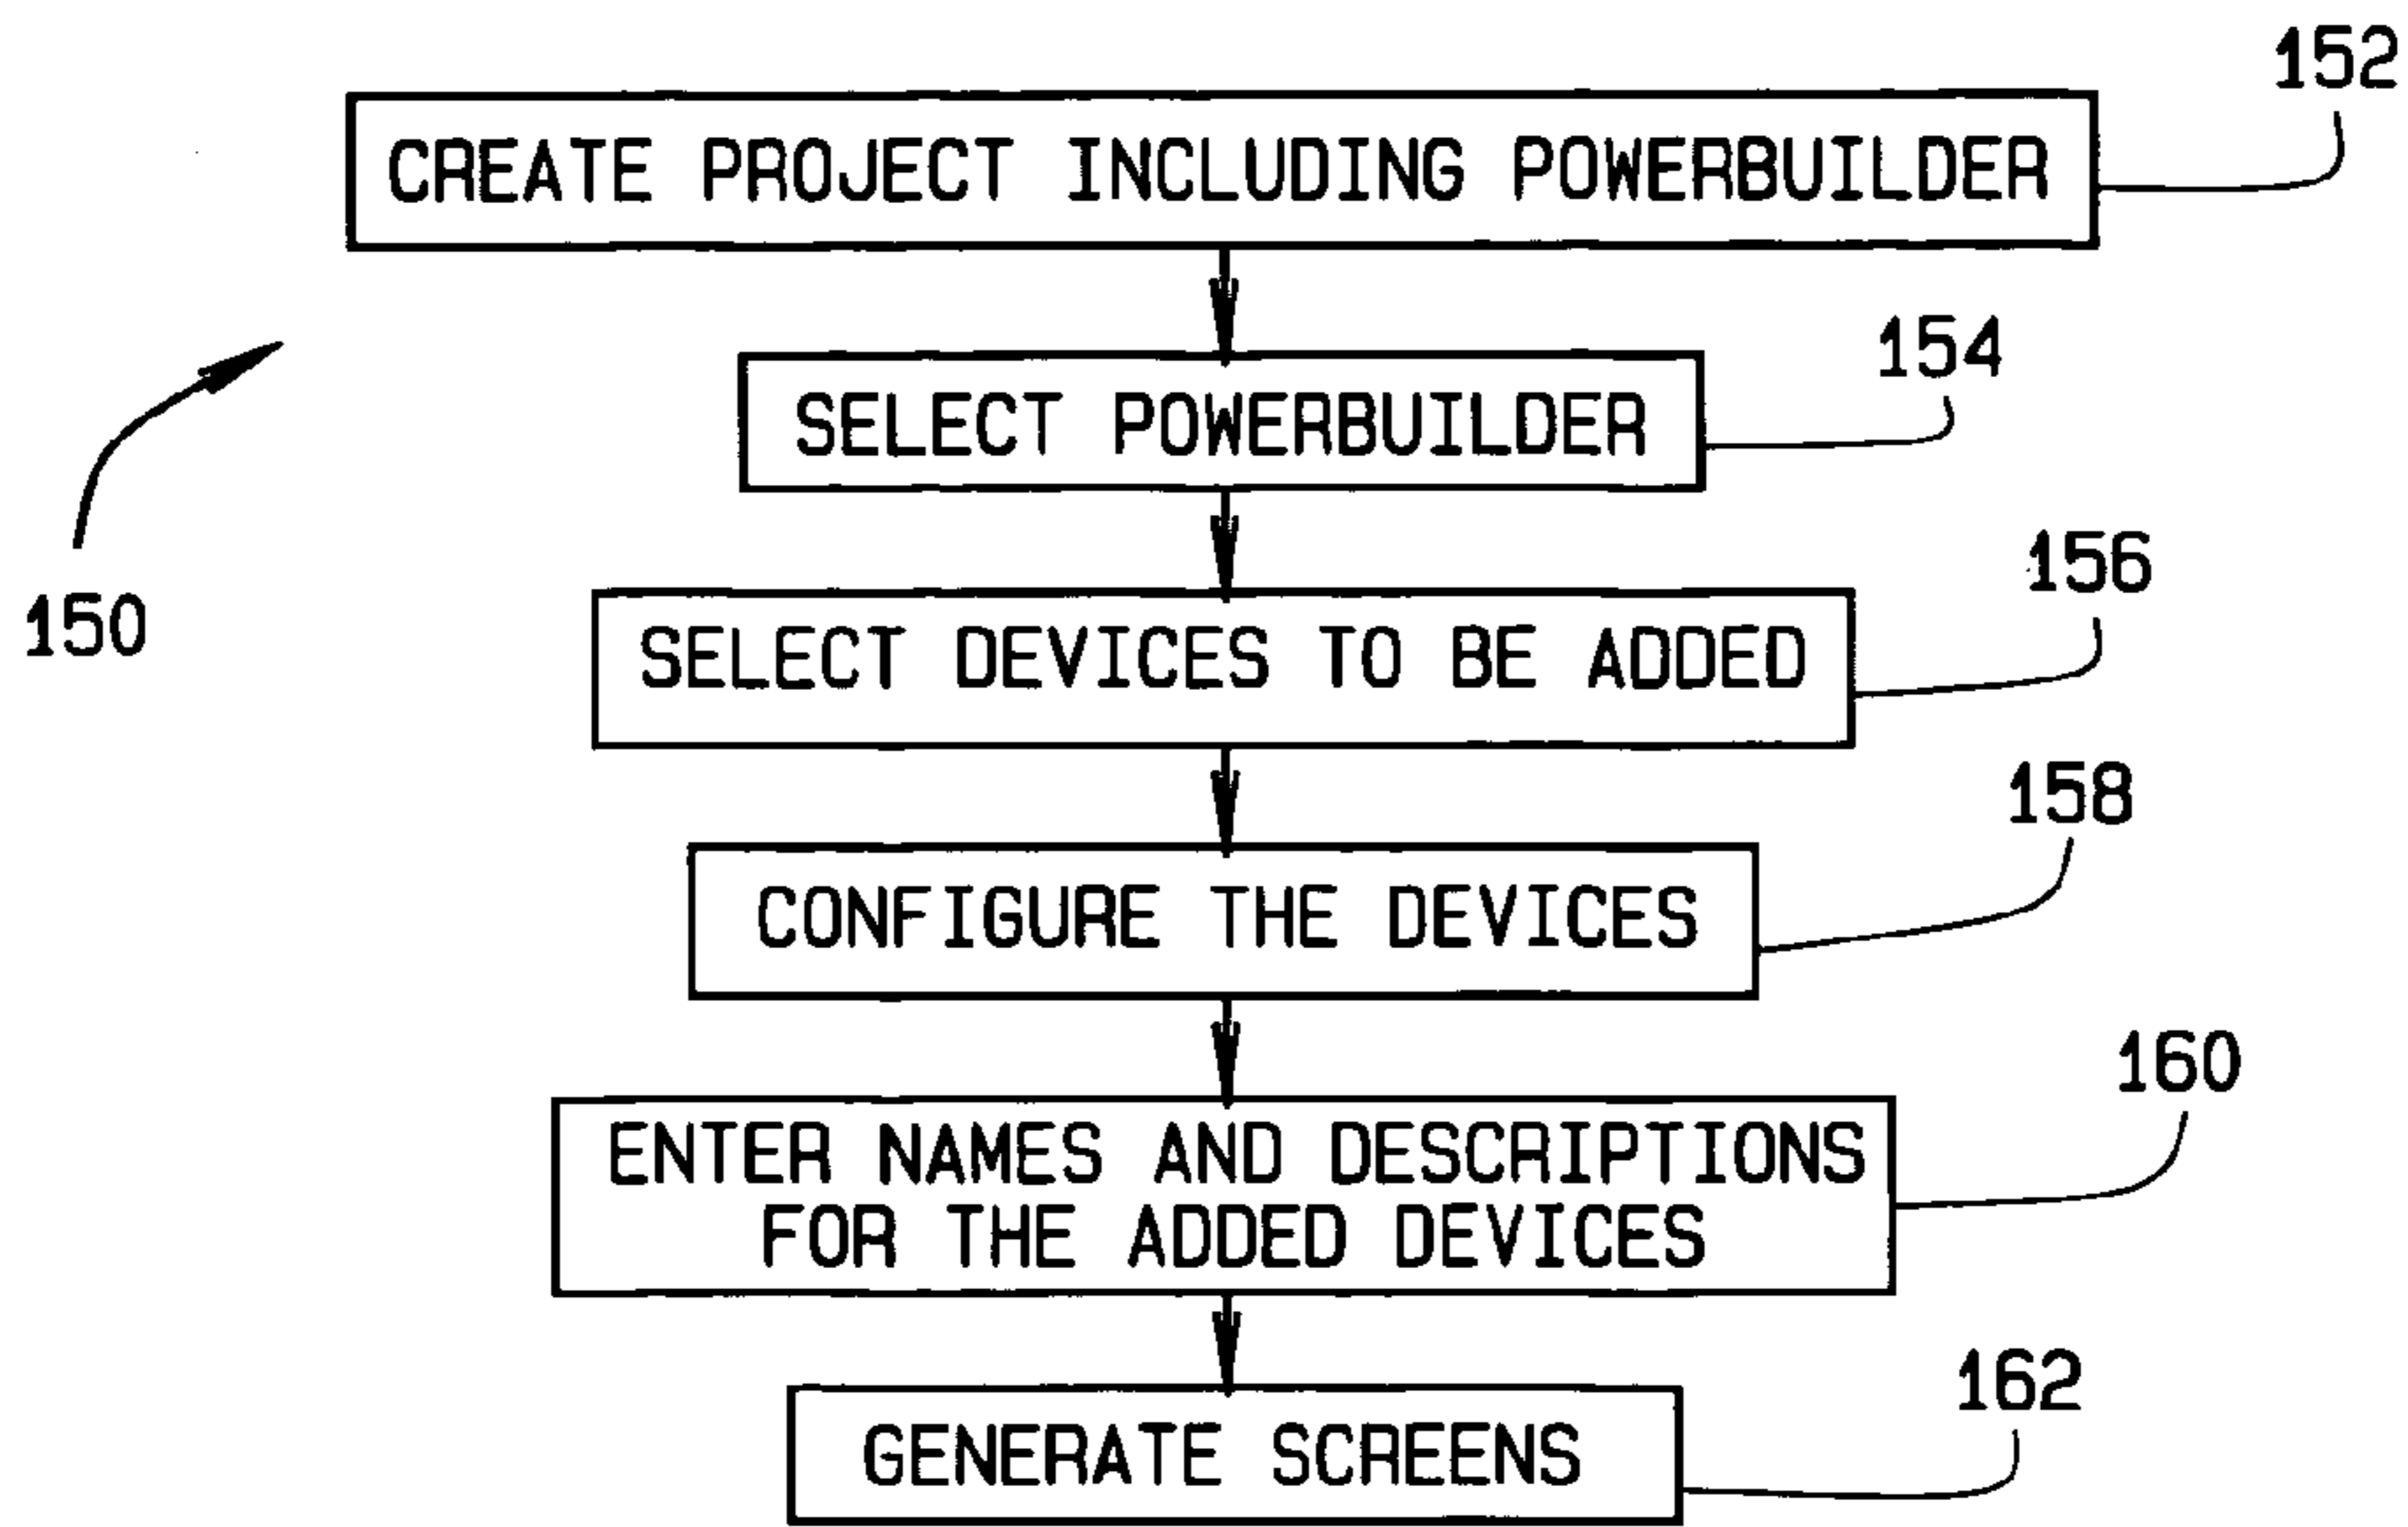 152
CREATE PROJECT INCLUDING POWERBUILDER
154
SELECT POWERBUILDER
156
SELECT DEVICES TO BE ADDED
150
158
CONFIGURE THE DEVICES
160
ENTER NAMES AND DESCRIPTIONS
FOR THE ADDED DEVICES
162
GENERATE SCREENS